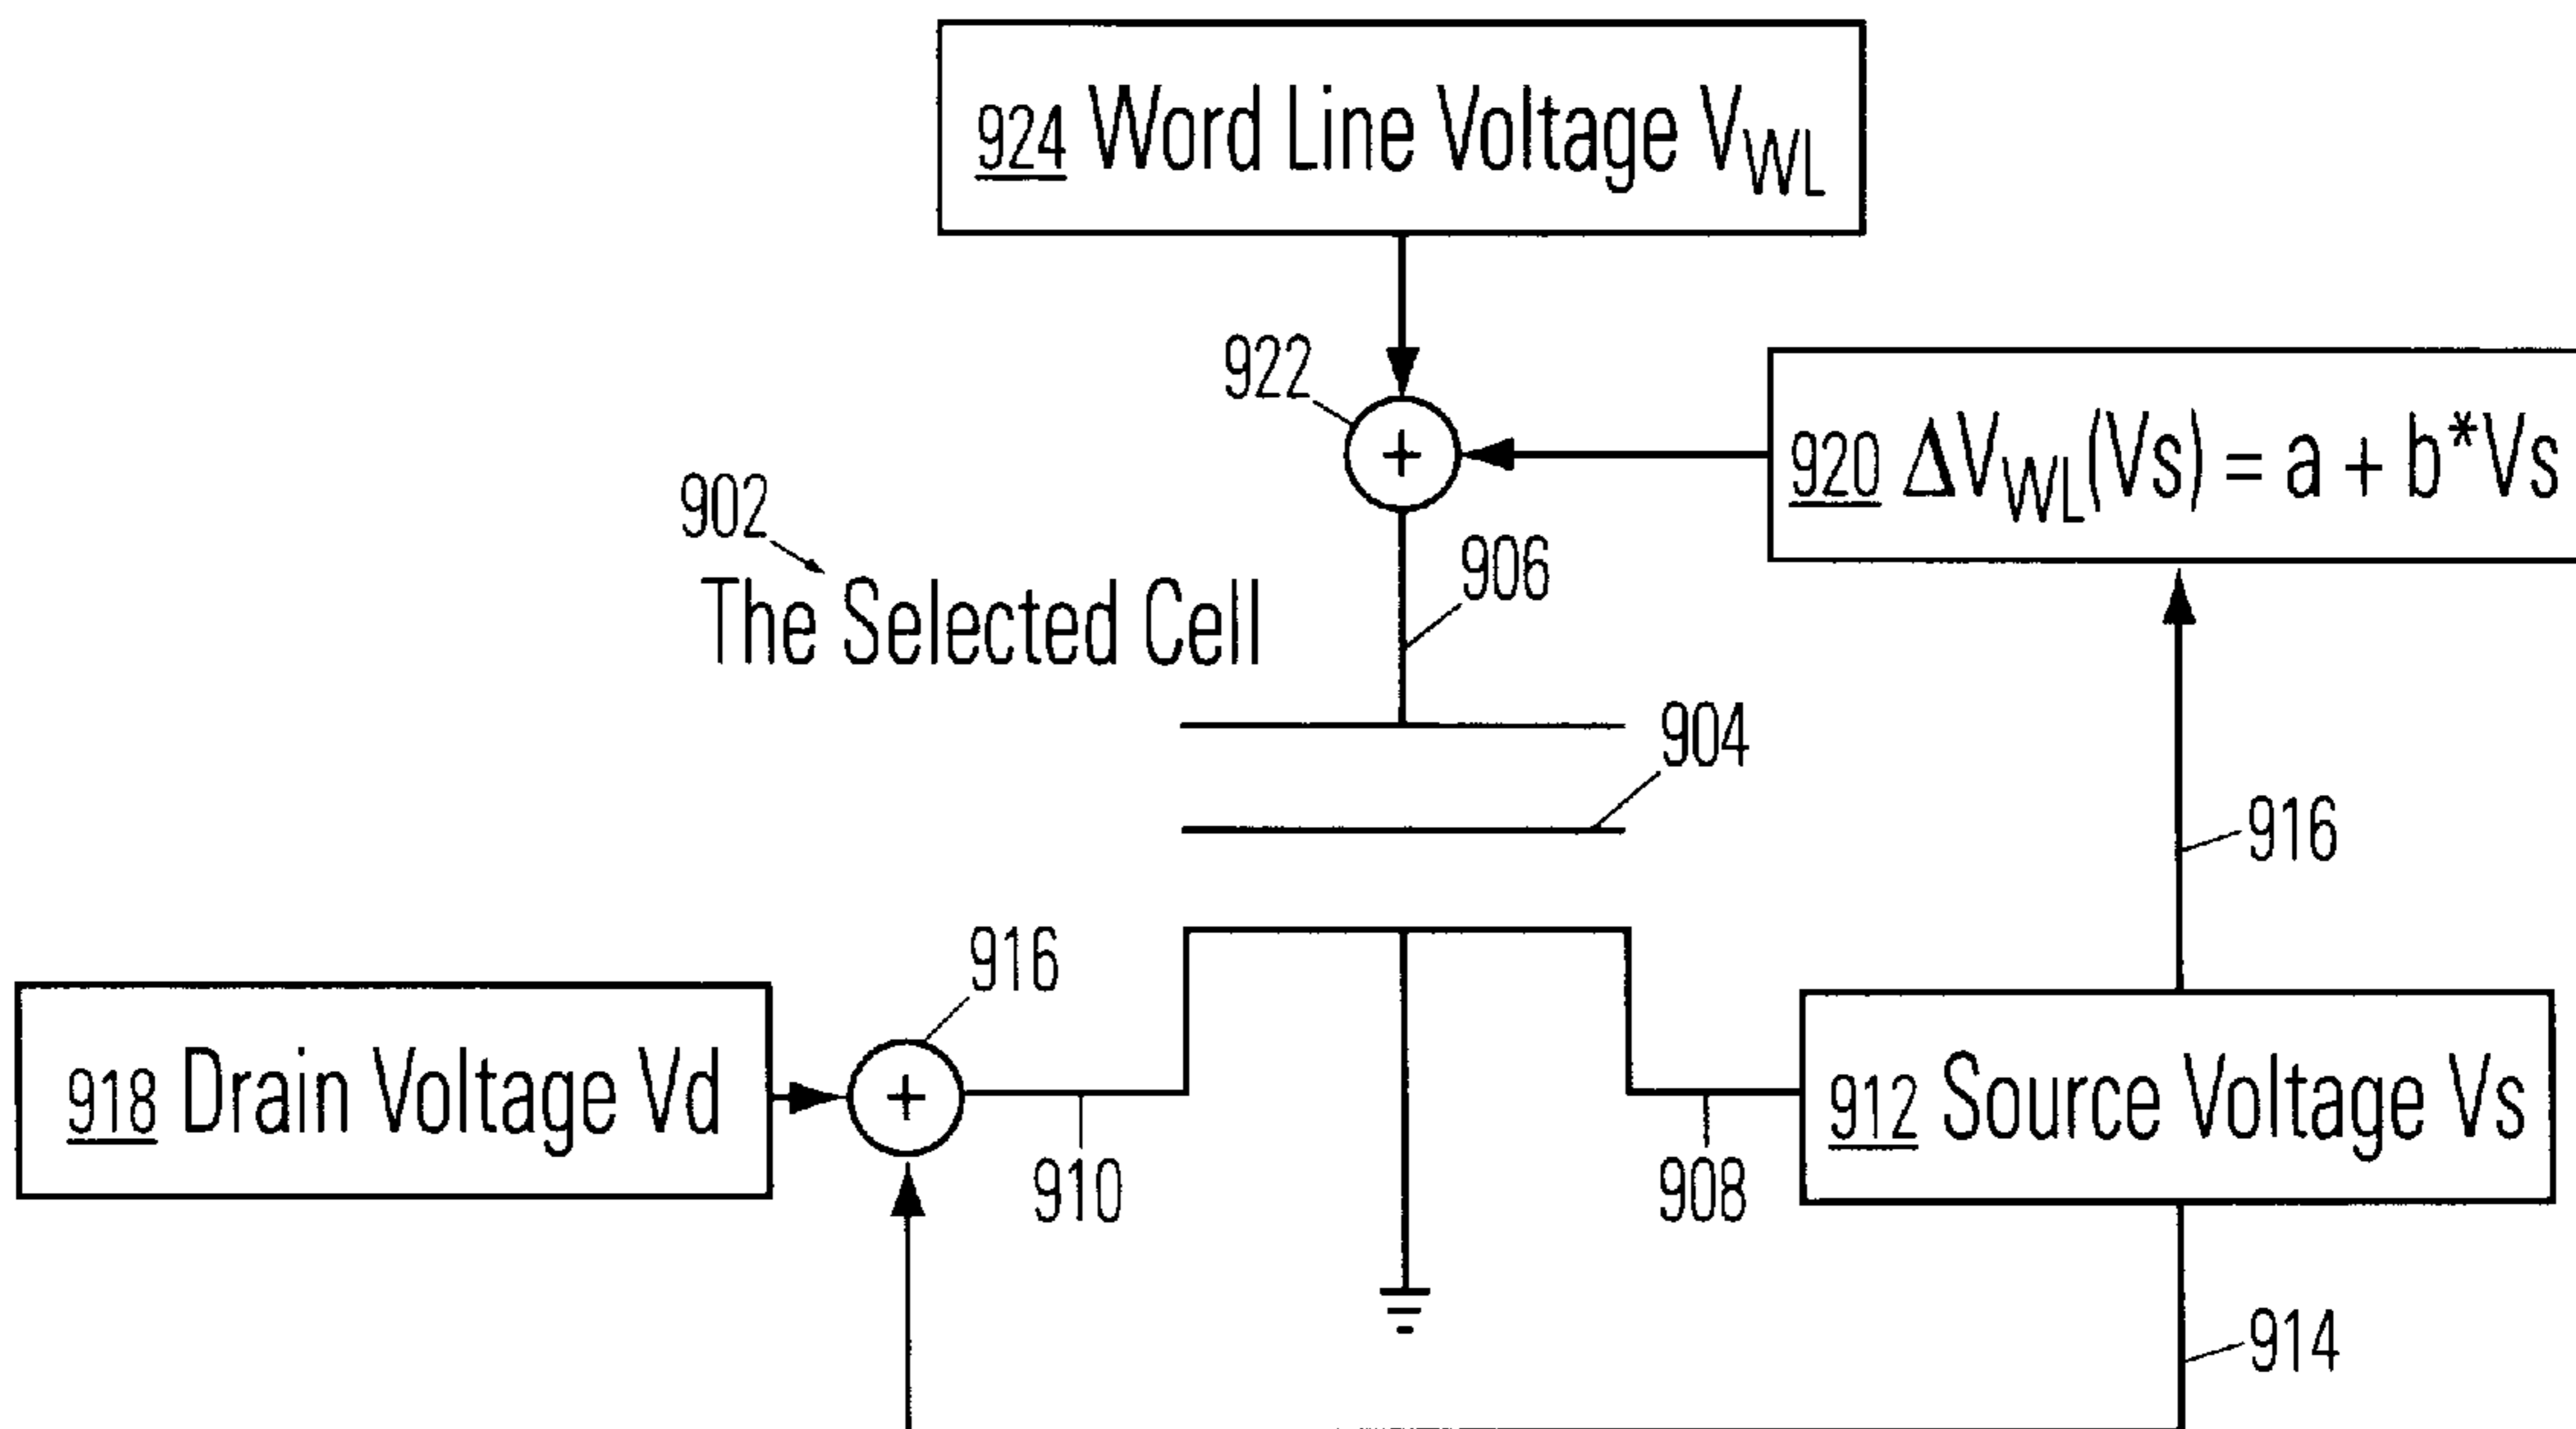 924 Word Line Voltage VWL
922
920 ΔVWL(Vs) = a + b*Vs
902
The Selected Cell
906
904
916
916
918 Drain Voltage Vd
912 Source Voltage Vs
910
908
914